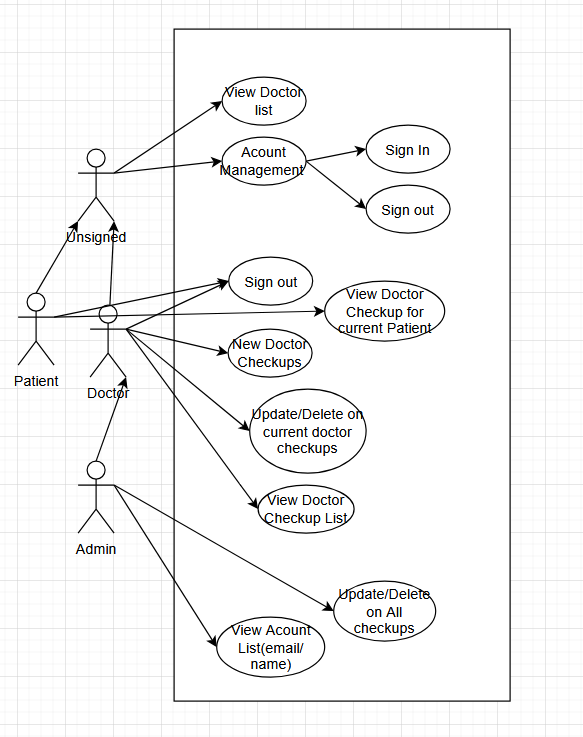 View Doctor
list
Acount
Management
Sign In
Sign out
Unsigned
Sign out
View Doctor
Checkup for
current Patient
New Doctor
Checkups
Patient
Doctor
Update/Delete on
current doctor
checkups
View Doctor
Checkup List
Admin
Update/Delete
on All
checkups
View Acount
List(email/
name)